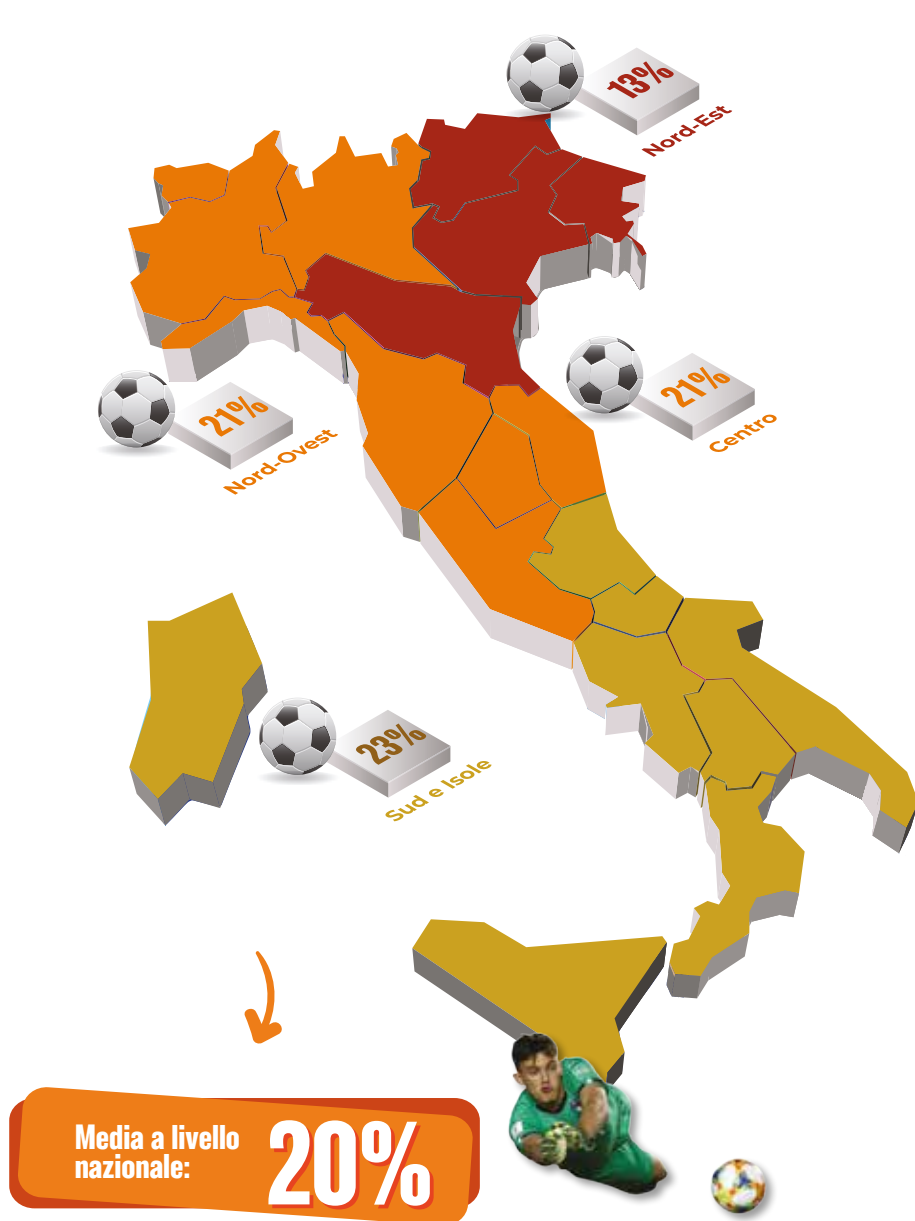 13%
Nord-Est
21%
Nord-Ovest
21%
Centro
23%
Sud e Isole
Media a livello
nazionale:
20%